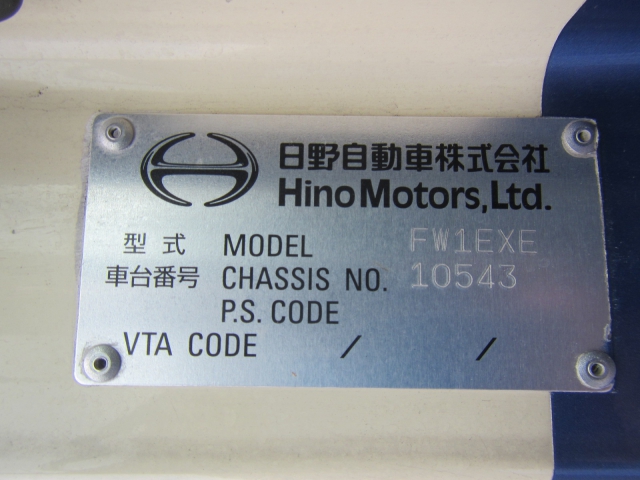 日野自動車株式会社
Hino Motors, Ltd.
型式 MODEL FW1EXE
車台番号 CHASSIS NO. 10543
P.S. CODE
VTA CODE / /